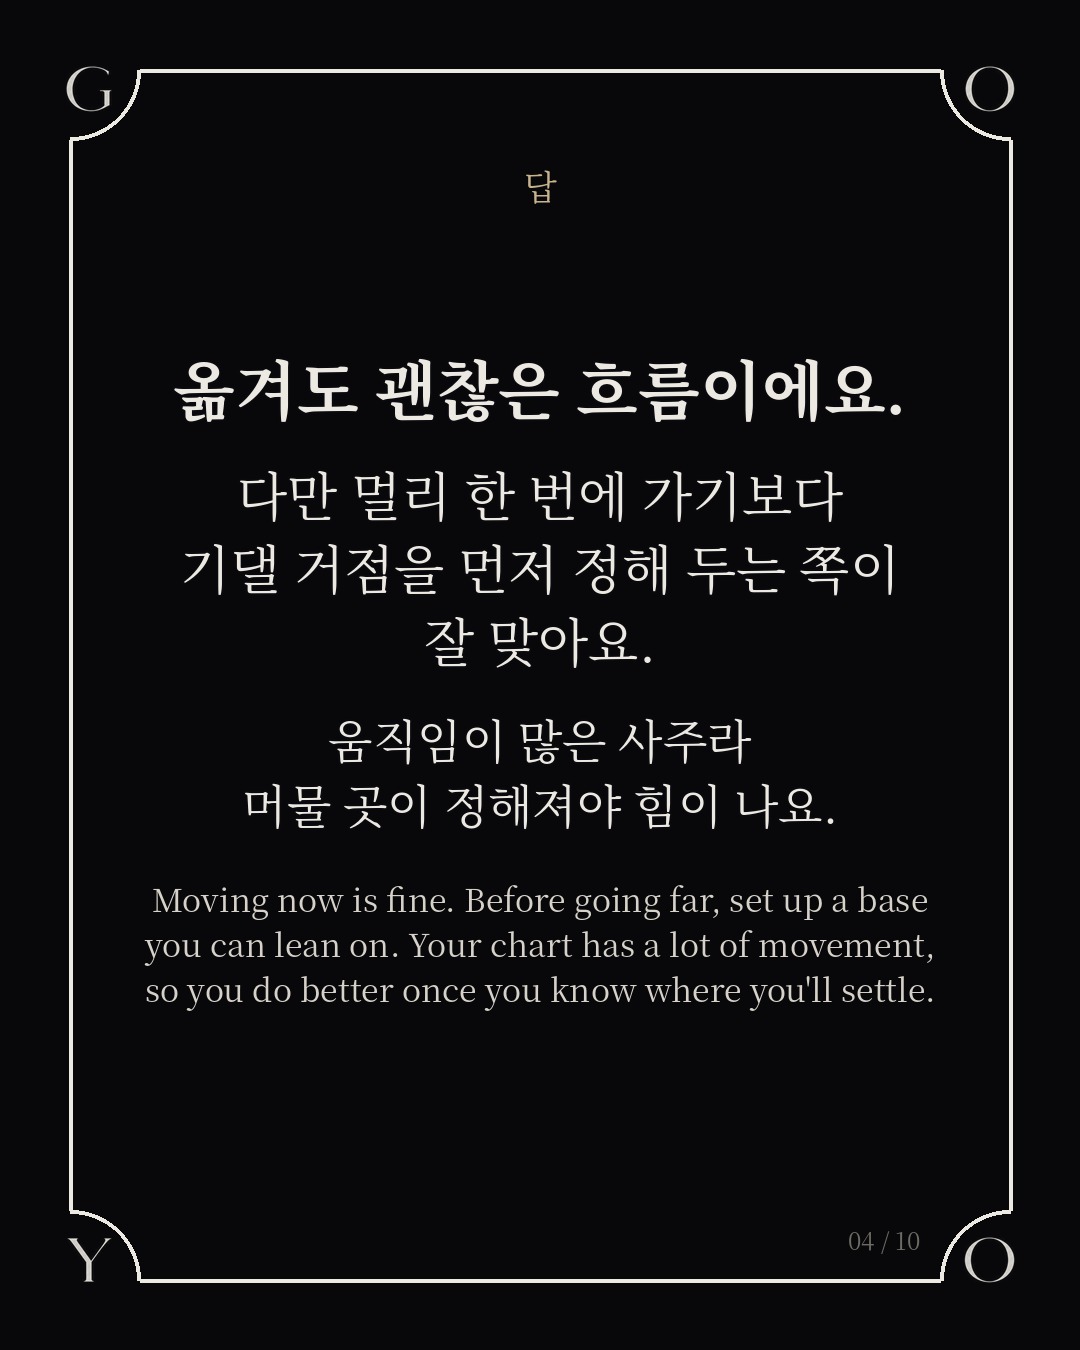 G O
답
옮겨도 괜찮은 흐름이에요.
다만 멀리 한 번에 가기보다
기댈 거점을 먼저 정해 두는 쪽이
잘 맞아요.
움직임이 많은 사주라
머물 곳이 정해져야 힘이 나요.
Moving now is fine. Before going far, set up a base
you can lean on. Your chart has a lot of movement,
so you do better once you know where you'll settle.
04 / 10
Y O